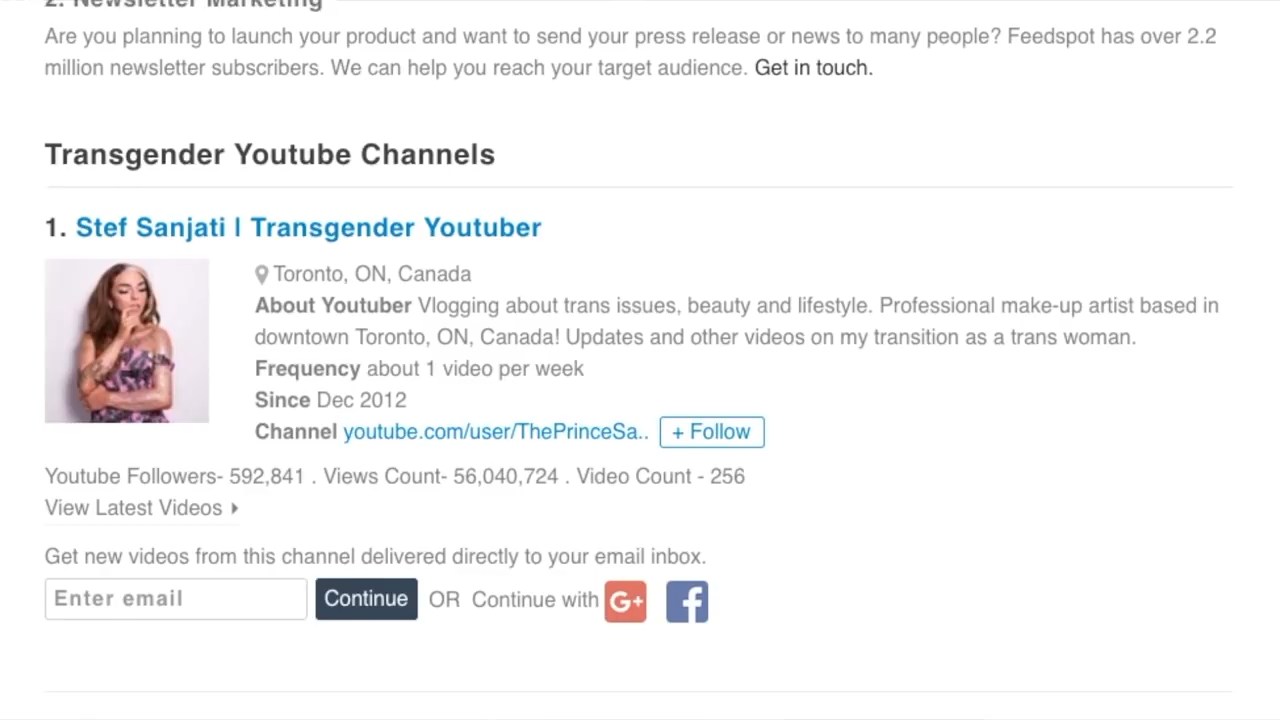 2. Newsletter Marketing
Are you planning to launch your product and want to send your press release or news to many people? Feedspot has over 2.2
million newsletter subscribers. We can help you reach your target audience. Get in touch.
Transgender Youtube Channels
1. Stef Sanjati | Transgender Youtuber
Toronto, ON, Canada
About Youtuber Vlogging about trans issues, beauty and lifestyle. Professional make-up artist based in
downtown Toronto, ON, Canada! Updates and other videos on my transition as a trans woman.
Frequency about 1 video per week
Since Dec 2012
Channel youtube.com/user/ThePrinceSa.. + Follow
Youtube Followers- 592,841 . Views Count- 56,040,724 . Video Count - 256
View Latest Videos
Get new videos from this channel delivered directly to your email inbox.
Enter email Continue OR Continue with G+ f